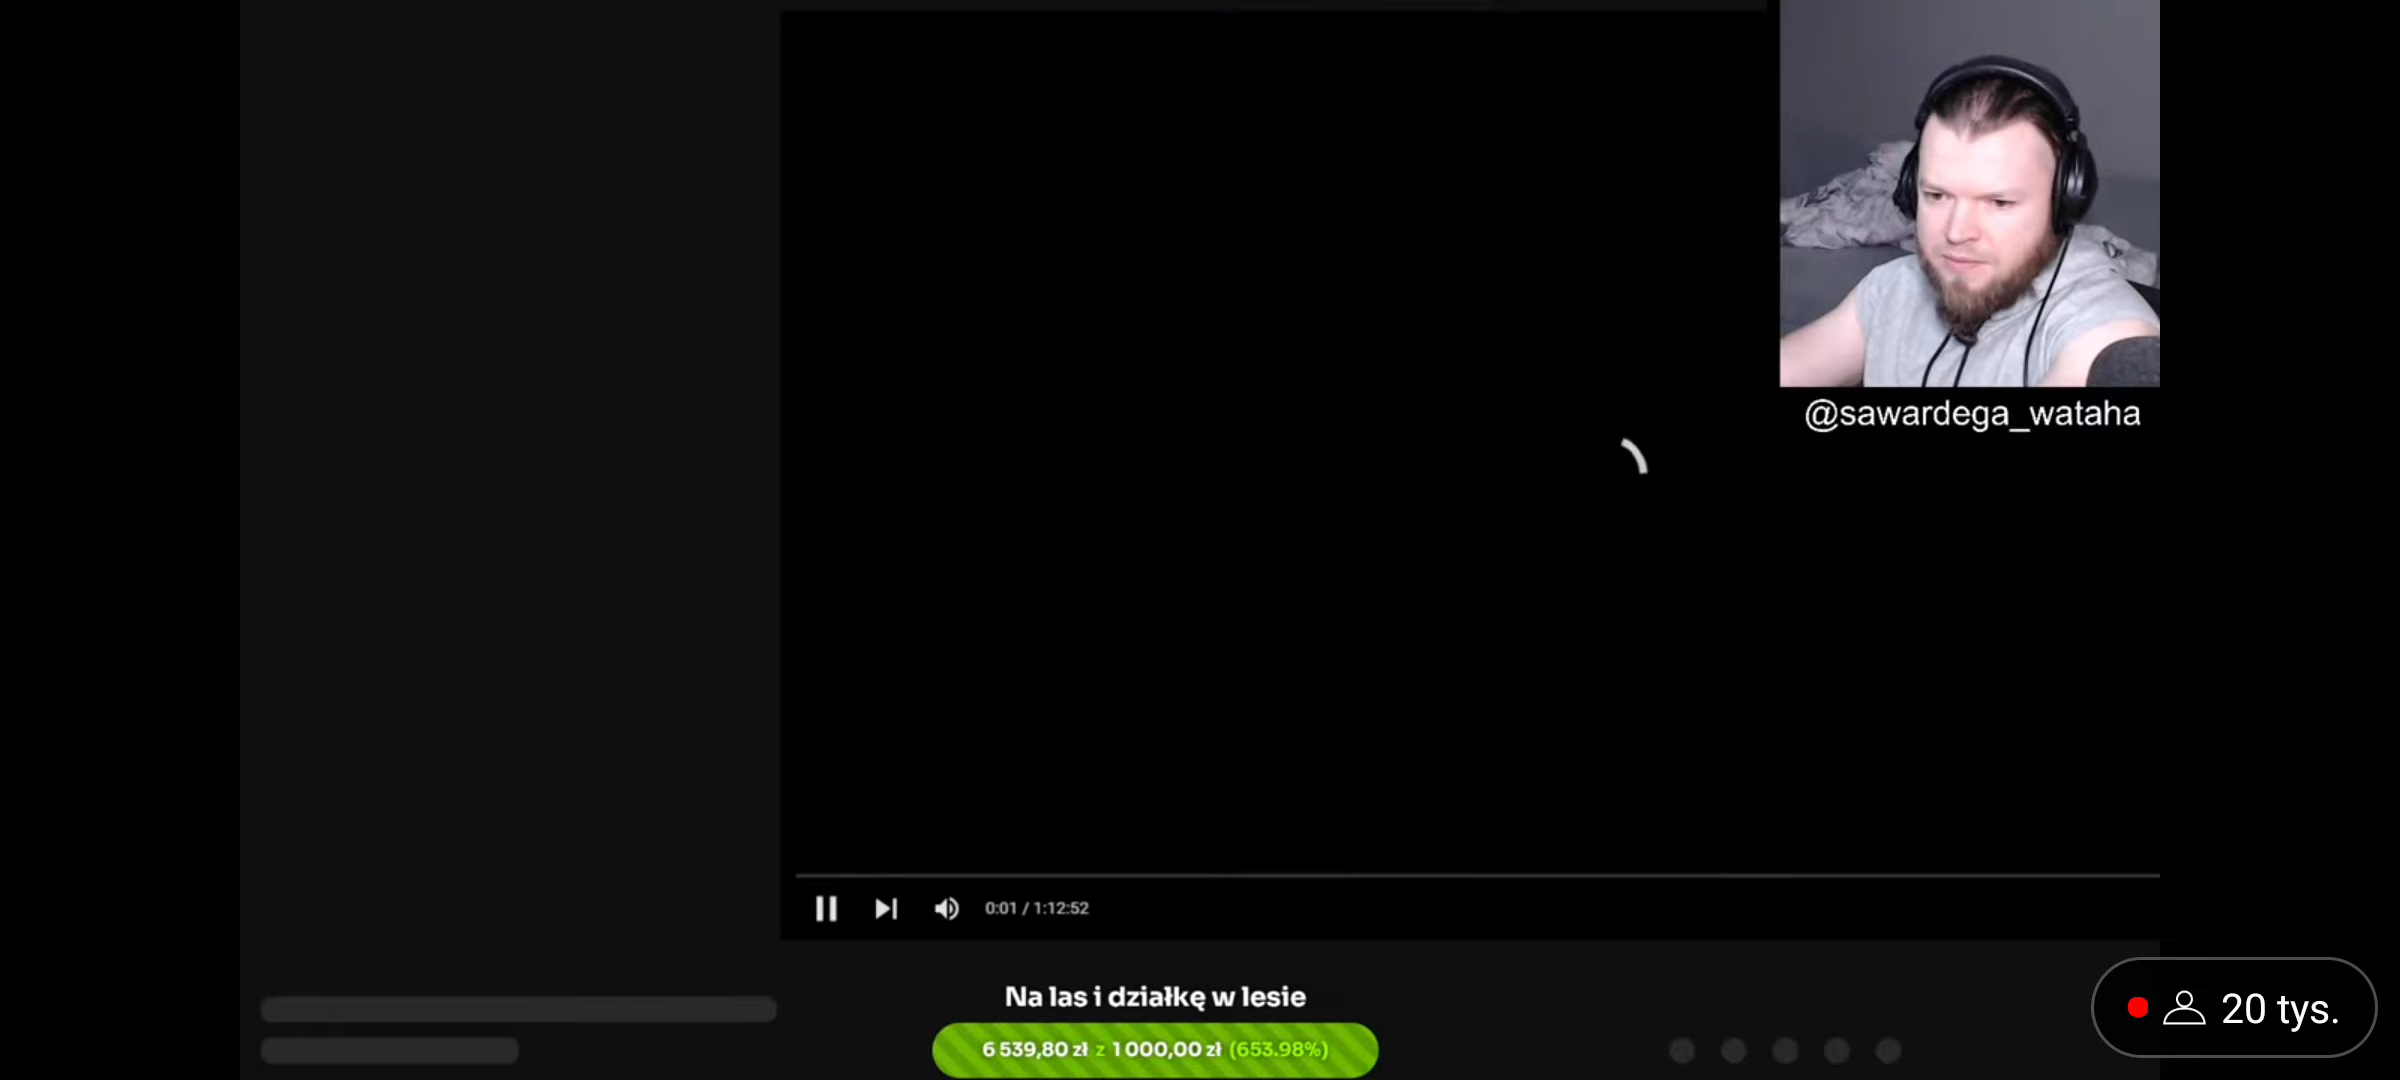 @sawardega_wataha
0:01 / 1:12:52
Na las i działkę w lesie
6 539,80 zł z 1 000,00 zł (653.98%)
20 tys.